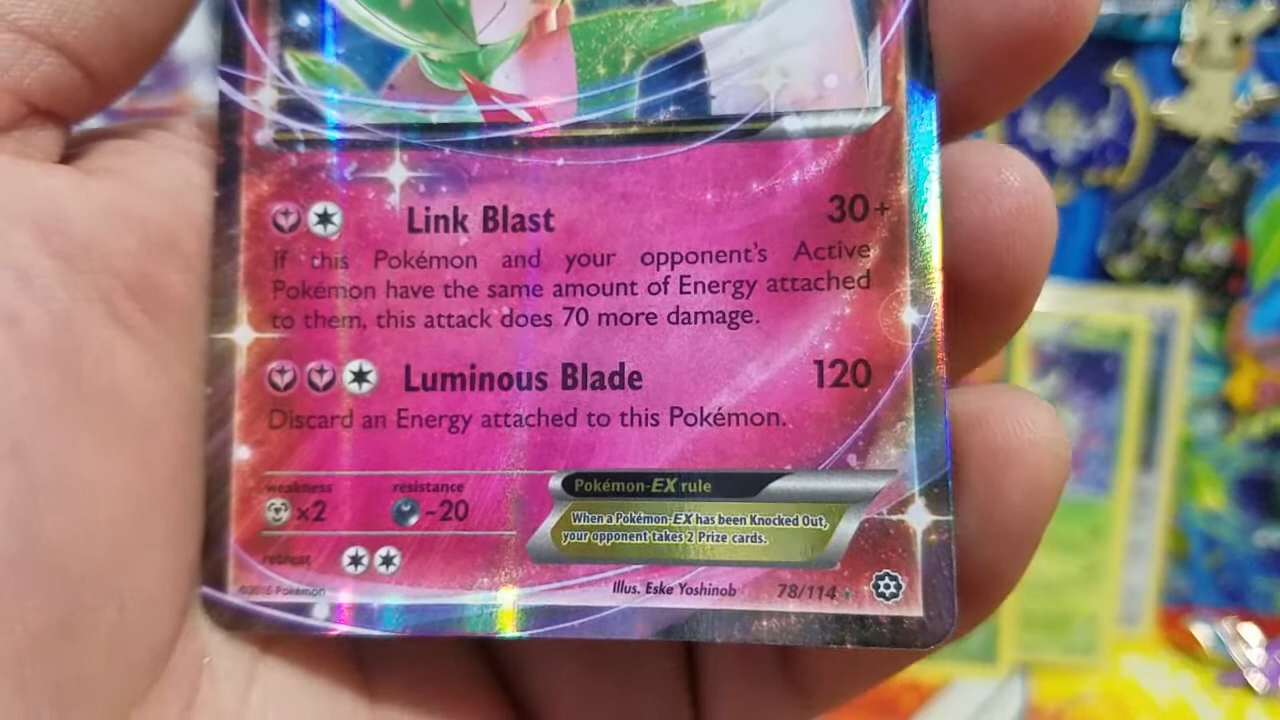 Link Blast 30+
If this Pokémon and your opponent's Active
Pokémon have the same amount of Energy attached
to them, this attack does 70 more damage.
Luminous Blade 120
Discard an Energy attached to this Pokémon.
weakness resistance
x2 -20
Pokémon-EX rule
When a Pokémon-EX has been Knocked Out,
your opponent takes 2 Prize cards.
retreat
©2016 Pokémon Illus. Eske Yoshinob 78/114